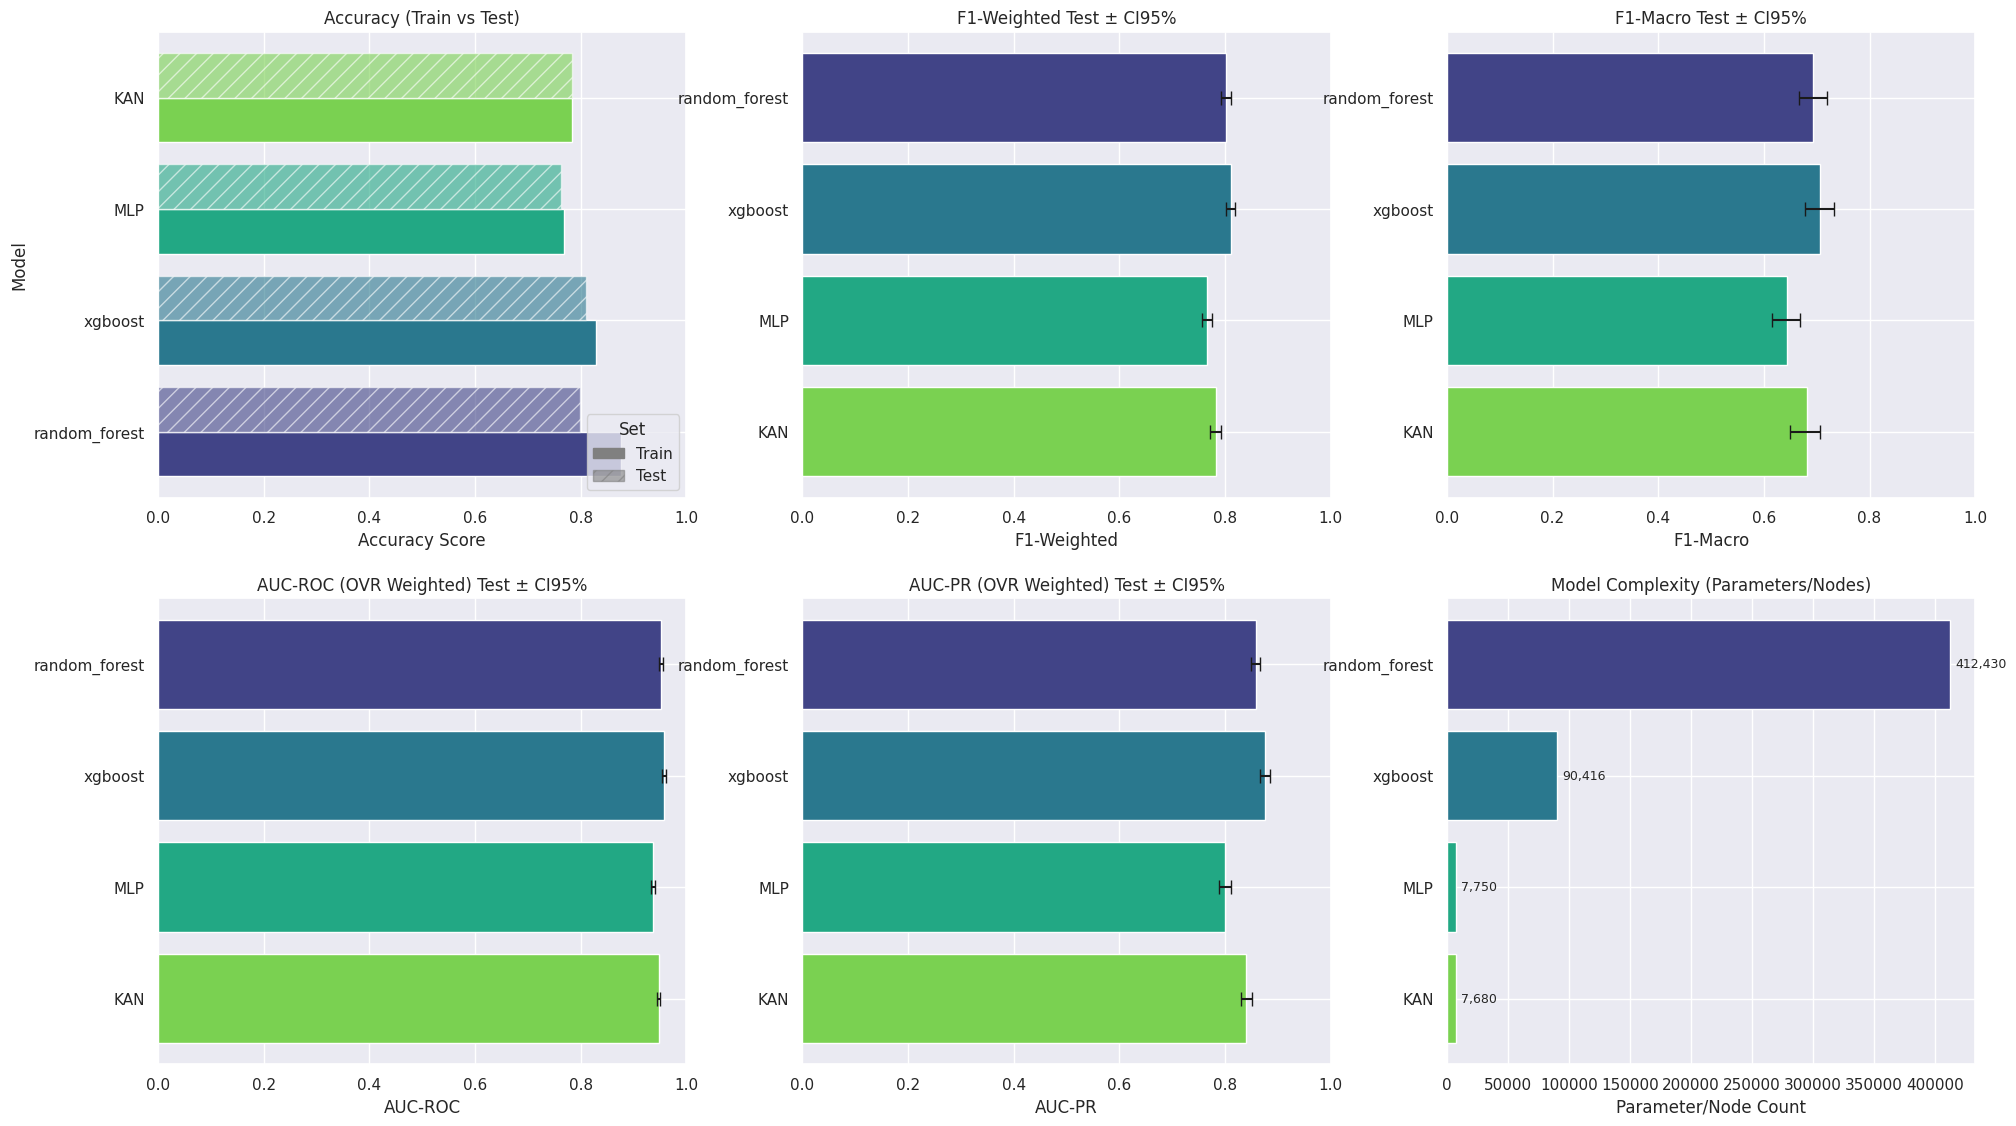 Accuracy (Train vs Test)
Model
KAN
MLP
xgboost
random_forest
Set
Train
Test
0.0 0.2 0.4 0.6 0.8 1.0
Accuracy Score
F1-Weighted Test ± CI95%
random_forest
xgboost
MLP
KAN
0.0 0.2 0.4 0.6 0.8 1.0
F1-Weighted
F1-Macro Test ± CI95%
random_forest
xgboost
MLP
KAN
0.0 0.2 0.4 0.6 0.8 1.0
F1-Macro
AUC-ROC (OVR Weighted) Test ± CI95%
random_forest
xgboost
MLP
KAN
0.0 0.2 0.4 0.6 0.8 1.0
AUC-ROC
AUC-PR (OVR Weighted) Test ± CI95%
random_forest
xgboost
MLP
KAN
0.0 0.2 0.4 0.6 0.8 1.0
AUC-PR
Model Complexity (Parameters/Nodes)
random_forest 412,430
xgboost 90,416
MLP 7,750
KAN 7,680
0 50000 100000 150000 200000 250000 300000 350000 400000
Parameter/Node Count